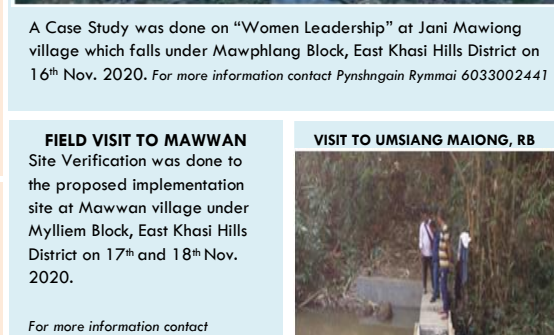 A Case Study was done on “Women Leadership” at Jani Mawiong
village which falls under Mawphlang Block, East Khasi Hills District on
16th Nov. 2020. For more information contact Pynshngain Rymmai 6033002441
FIELD VISIT TO MAWWAN
Site Verification was done to
the proposed implementation
site at Mawwan village under
Mylliem Block, East Khasi Hills
District on 17th and 18th Nov.
2020.
For more information contact
VISIT TO UMSIANG MAIONG, RB